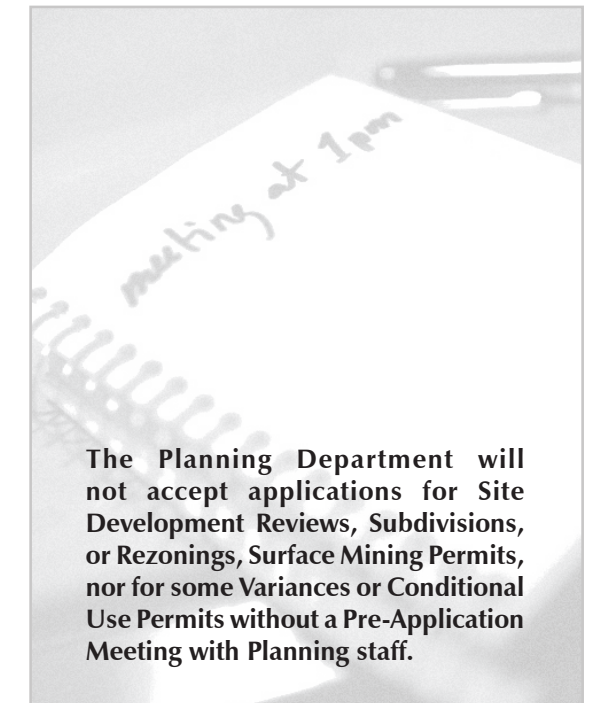 meeting at 1pm
The Planning Department will
not accept applications for Site
Development Reviews, Subdivisions,
or Rezonings, Surface Mining Permits,
nor for some Variances or Conditional
Use Permits without a Pre-Application
Meeting with Planning staff.